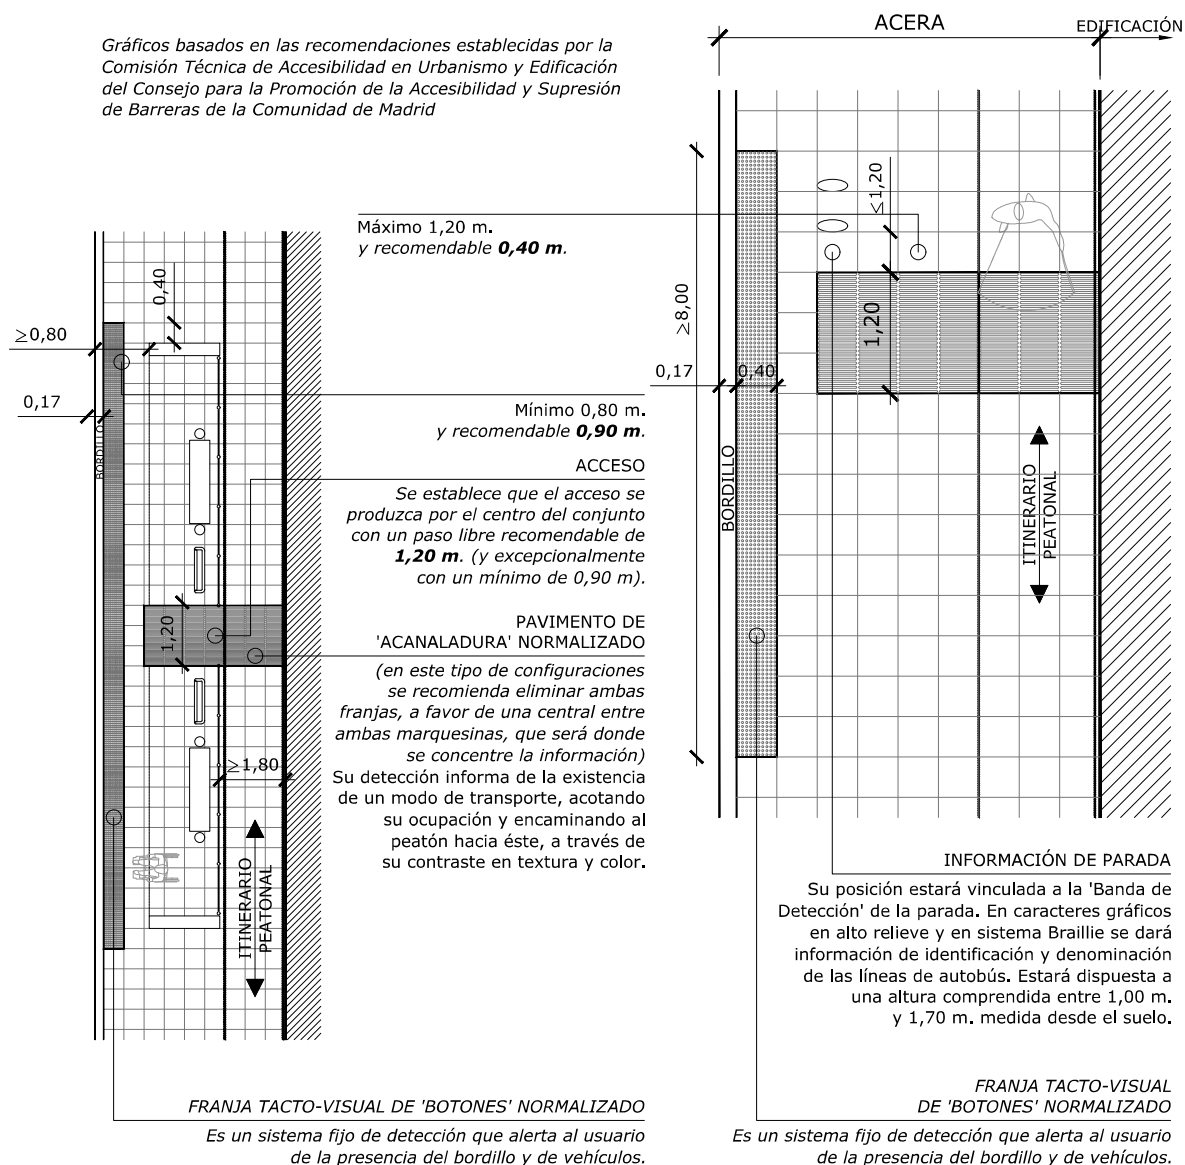 ACERA
EDIFICACIÓN
Gráficos basados en las recomendaciones establecidas por la
Comisión Técnica de Accesibilidad en Urbanismo y Edificación
del Consejo para la Promoción de la Accesibilidad y Supresión
de Barreras de la Comunidad de Madrid
Máximo 1,20 m.
y recomendable 0,40 m.
0,40
≥0,80
0,17
BORDILLO
Mínimo 0,80 m.
y recomendable 0,90 m.
ACCESO
Se establece que el acceso se
produzca por el centro del conjunto
con un paso libre recomendable de
1,20 m. (y excepcionalmente
con un mínimo de 0,90 m).
1,20
PAVIMENTO DE
'ACANALADURA' NORMALIZADO
(en este tipo de configuraciones
se recomienda eliminar ambas
franjas, a favor de una central entre
ambas marquesinas, que será donde
se concentre la información)
Su detección informa de la existencia
de un modo de transporte, acotando
su ocupación y encaminando al
peatón hacia éste, a través de
su contraste en textura y color.
≥1,80
ITINERARIO
PEATONAL
FRANJA TACTO-VISUAL DE 'BOTONES' NORMALIZADO
Es un sistema fijo de detección que alerta al usuario
de la presencia del bordillo y de vehículos.
≤1,20
≥8,00
1,20
0,17
0,40
BORDILLO
ITINERARIO
PEATONAL
INFORMACIÓN DE PARADA
Su posición estará vinculada a la 'Banda de
Detección' de la parada. En caracteres gráficos
en alto relieve y en sistema Braillie se dará
información de identificación y denominación
de las líneas de autobús. Estará dispuesta a
una altura comprendida entre 1,00 m.
y 1,70 m. medida desde el suelo.
FRANJA TACTO-VISUAL
DE 'BOTONES' NORMALIZADO
Es un sistema fijo de detección que alerta al usuario
de la presencia del bordillo y de vehículos.